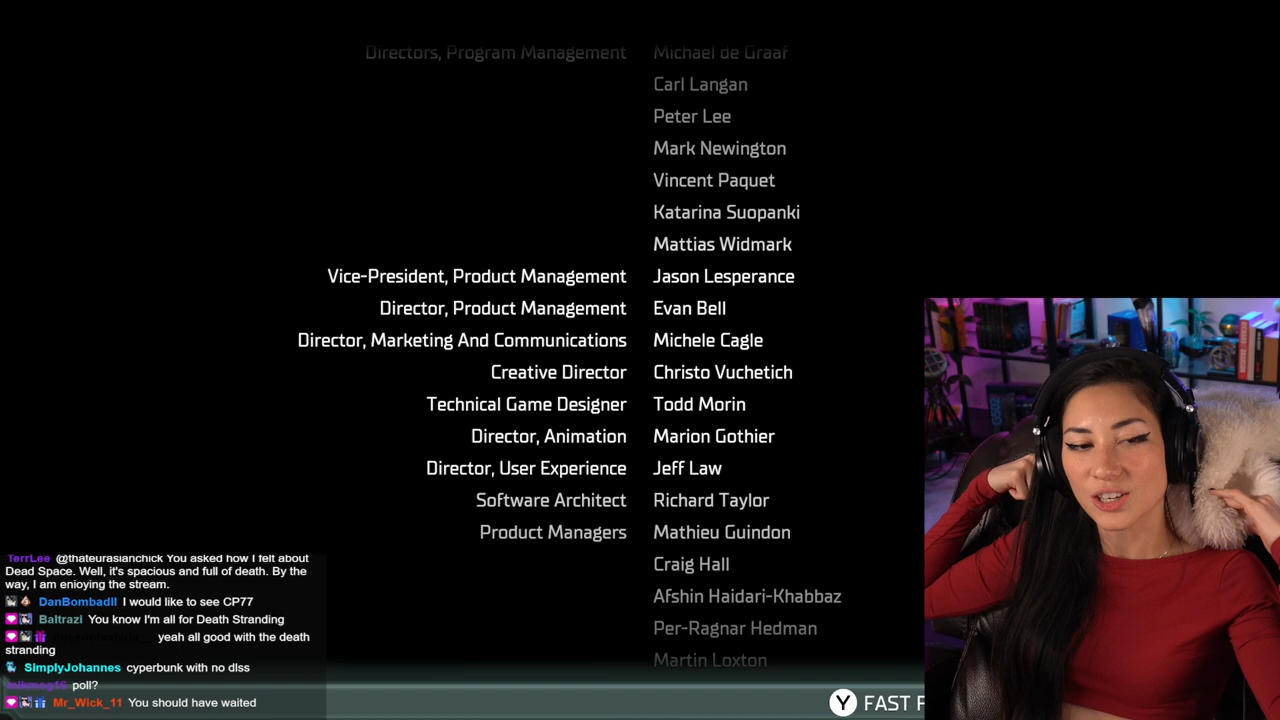 Directors, Program Management Michael de Graaf
Carl Langan
Peter Lee
Mark Newington
Vincent Paquet
Katarina Suopanki
Mattias Widmark
Vice-President, Product Management Jason Lesperance
Director, Product Management Evan Bell
Director, Marketing And Communications Michele Cagle
Creative Director Christo Vuchetich
Technical Game Designer Todd Morin
Director, Animation Marion Gothier
Director, User Experience Jeff Law
Software Architect Richard Taylor
Product Managers Mathieu Guindon
Craig Hall
Afshin Haidari-Khabbaz
Per-Ragnar Hedman
Martin Loxton
TerrLee @thateurasianchick You asked how I felt about
Dead Space. Well, it's spacious and full of death. By the
way, I am enjoying the stream.
DanBombadil I would like to see CP77
Baltrazi You know I'm all for Death Stranding
yeah all good with the death
stranding
SimplyJohannes cyperbunk with no dlss
poll?
Mr_Wick_11 You should have waited
Y FAST F